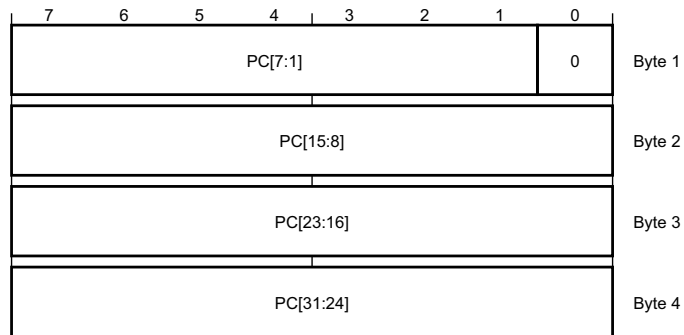 7 6 5 4 3 2 1 0
PC[7:1] 0 Byte 1
PC[15:8] Byte 2
PC[23:16] Byte 3
PC[31:24] Byte 4